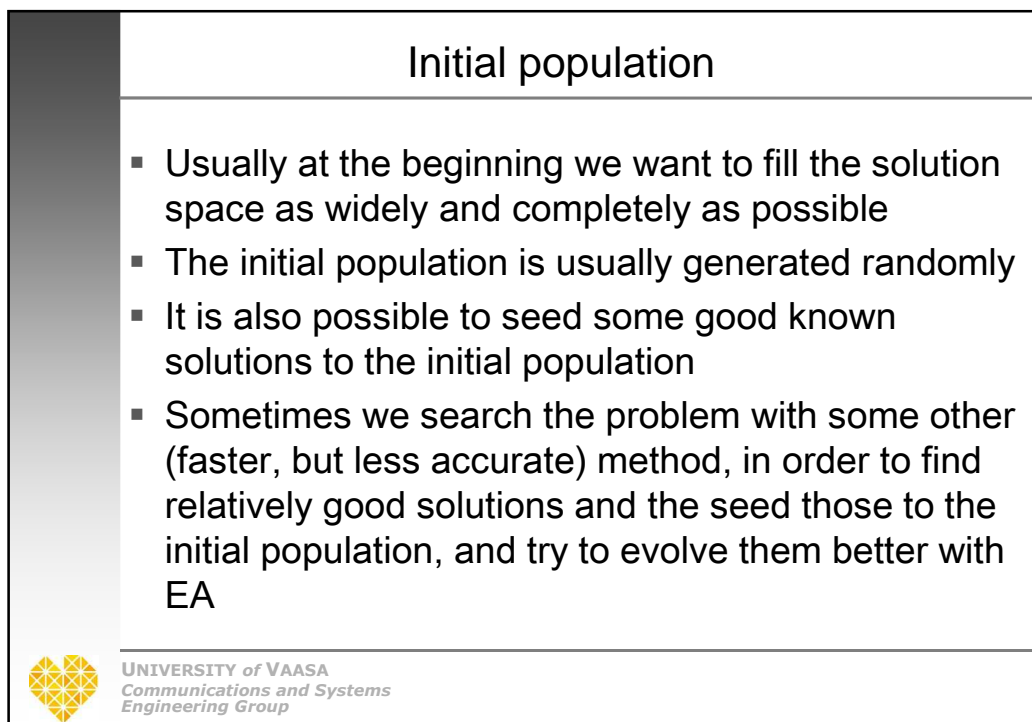 Initial population
▪ Usually at the beginning we want to fill the solution
space as widely and completely as possible
▪ The initial population is usually generated randomly
▪ It is also possible to seed some good known
solutions to the initial population
▪ Sometimes we search the problem with some other
(faster, but less accurate) method, in order to find
relatively good solutions and the seed those to the
initial population, and try to evolve them better with
EA
UNIVERSITY of VAASA
Communications and Systems
Engineering Group